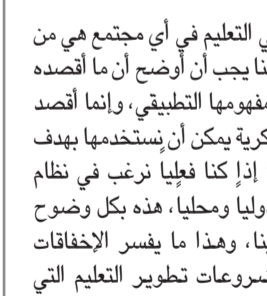 التعليم في أي مجتمع هي من
يجب أن أوضح أن ما أقصده
التطبيقي، وإنما أقصد
يمكن أن نستخدمها بهدف
إذا كنا فعلياً نرغب في نظام
ومحلياً، هذه بكل وضوح
وهذا ما يفسر الإخفاقات
تطوير التعليم التي